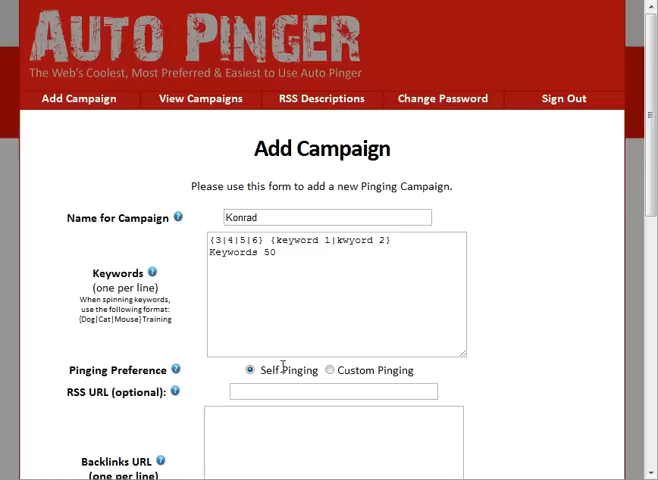 AUTO PINGER
The Web's Coolest, Most Preferred & Easiest to Use Auto Pinger
Add Campaign View Campaigns RSS Descriptions Change Password Sign Out
Add Campaign
Please use this form to add a new Pinging Campaign.
Name for Campaign ? Konrad
{3|4|5|6} {keyword 1|kwyord 2}
Keywords 50
Keywords ?
(one per line)
When spinning keywords,
use the following format:
{Dog|Cat|Mouse} Training
Pinging Preference ? Self Pinging Custom Pinging
RSS URL (optional): ?
Backlinks URL ?
(one per line)